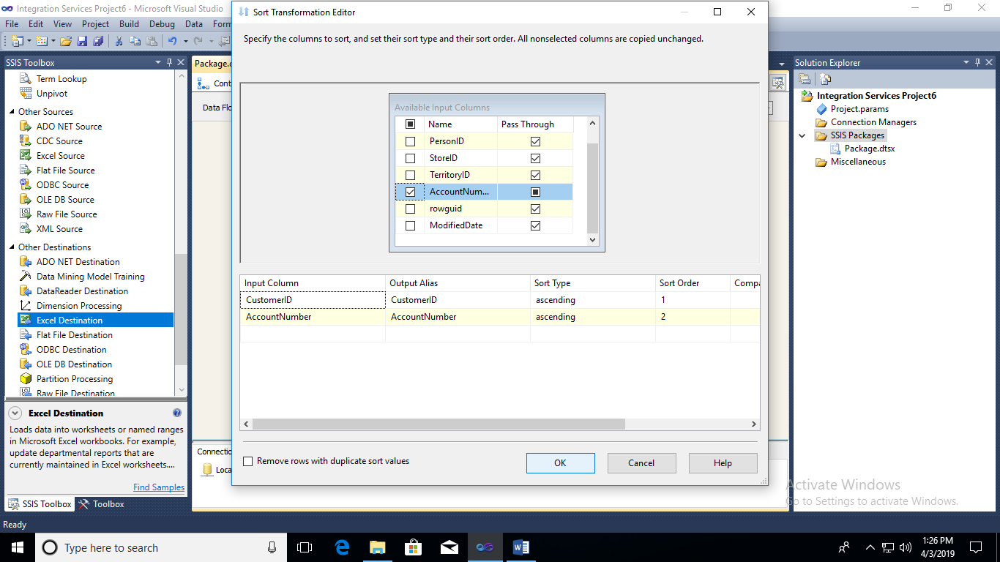 Integration Services Project6 - Microsoft Visual Studio
File Edit View Project Build Debug Data Form
SSIS Toolbox
Term Lookup
Unpivot
Other Sources
ADO NET Source
CDC Source
Excel Source
Flat File Source
ODBC Source
OLE DB Source
Raw File Source
XML Source
Other Destinations
ADO NET Destination
Data Mining Model Training
DataReader Destination
Dimension Processing
Excel Destination
Flat File Destination
ODBC Destination
OLE DB Destination
Partition Processing
Raw File Destination
Excel Destination
Loads data into worksheets or named ranges
in Microsoft Excel workbooks. For example,
update departmental reports that are
currently maintained in Excel worksheets....
Find Samples
SSIS Toolbox Toolbox
Ready
Package.d
Cont
Data Flo
Connectio
Loca
Sort Transformation Editor
Specify the columns to sort, and set their sort type and their sort order. All nonselected columns are copied unchanged.
Available Input Columns
Name Pass Through
PersonID
StoreID
TerritoryID
AccountNum...
rowguid
ModifiedDate
Input Column Output Alias Sort Type Sort Order Compa
CustomerID CustomerID ascending 1
AccountNumber AccountNumber ascending 2
Remove rows with duplicate sort values
OK Cancel Help
Solution Explorer
Integration Services Project6
Project.params
Connection Managers
SSIS Packages
Package.dtsx
Miscellaneous
Activate Windows
Go to Settings to activate Windows.
Type here to search
1:26 PM
4/3/2019